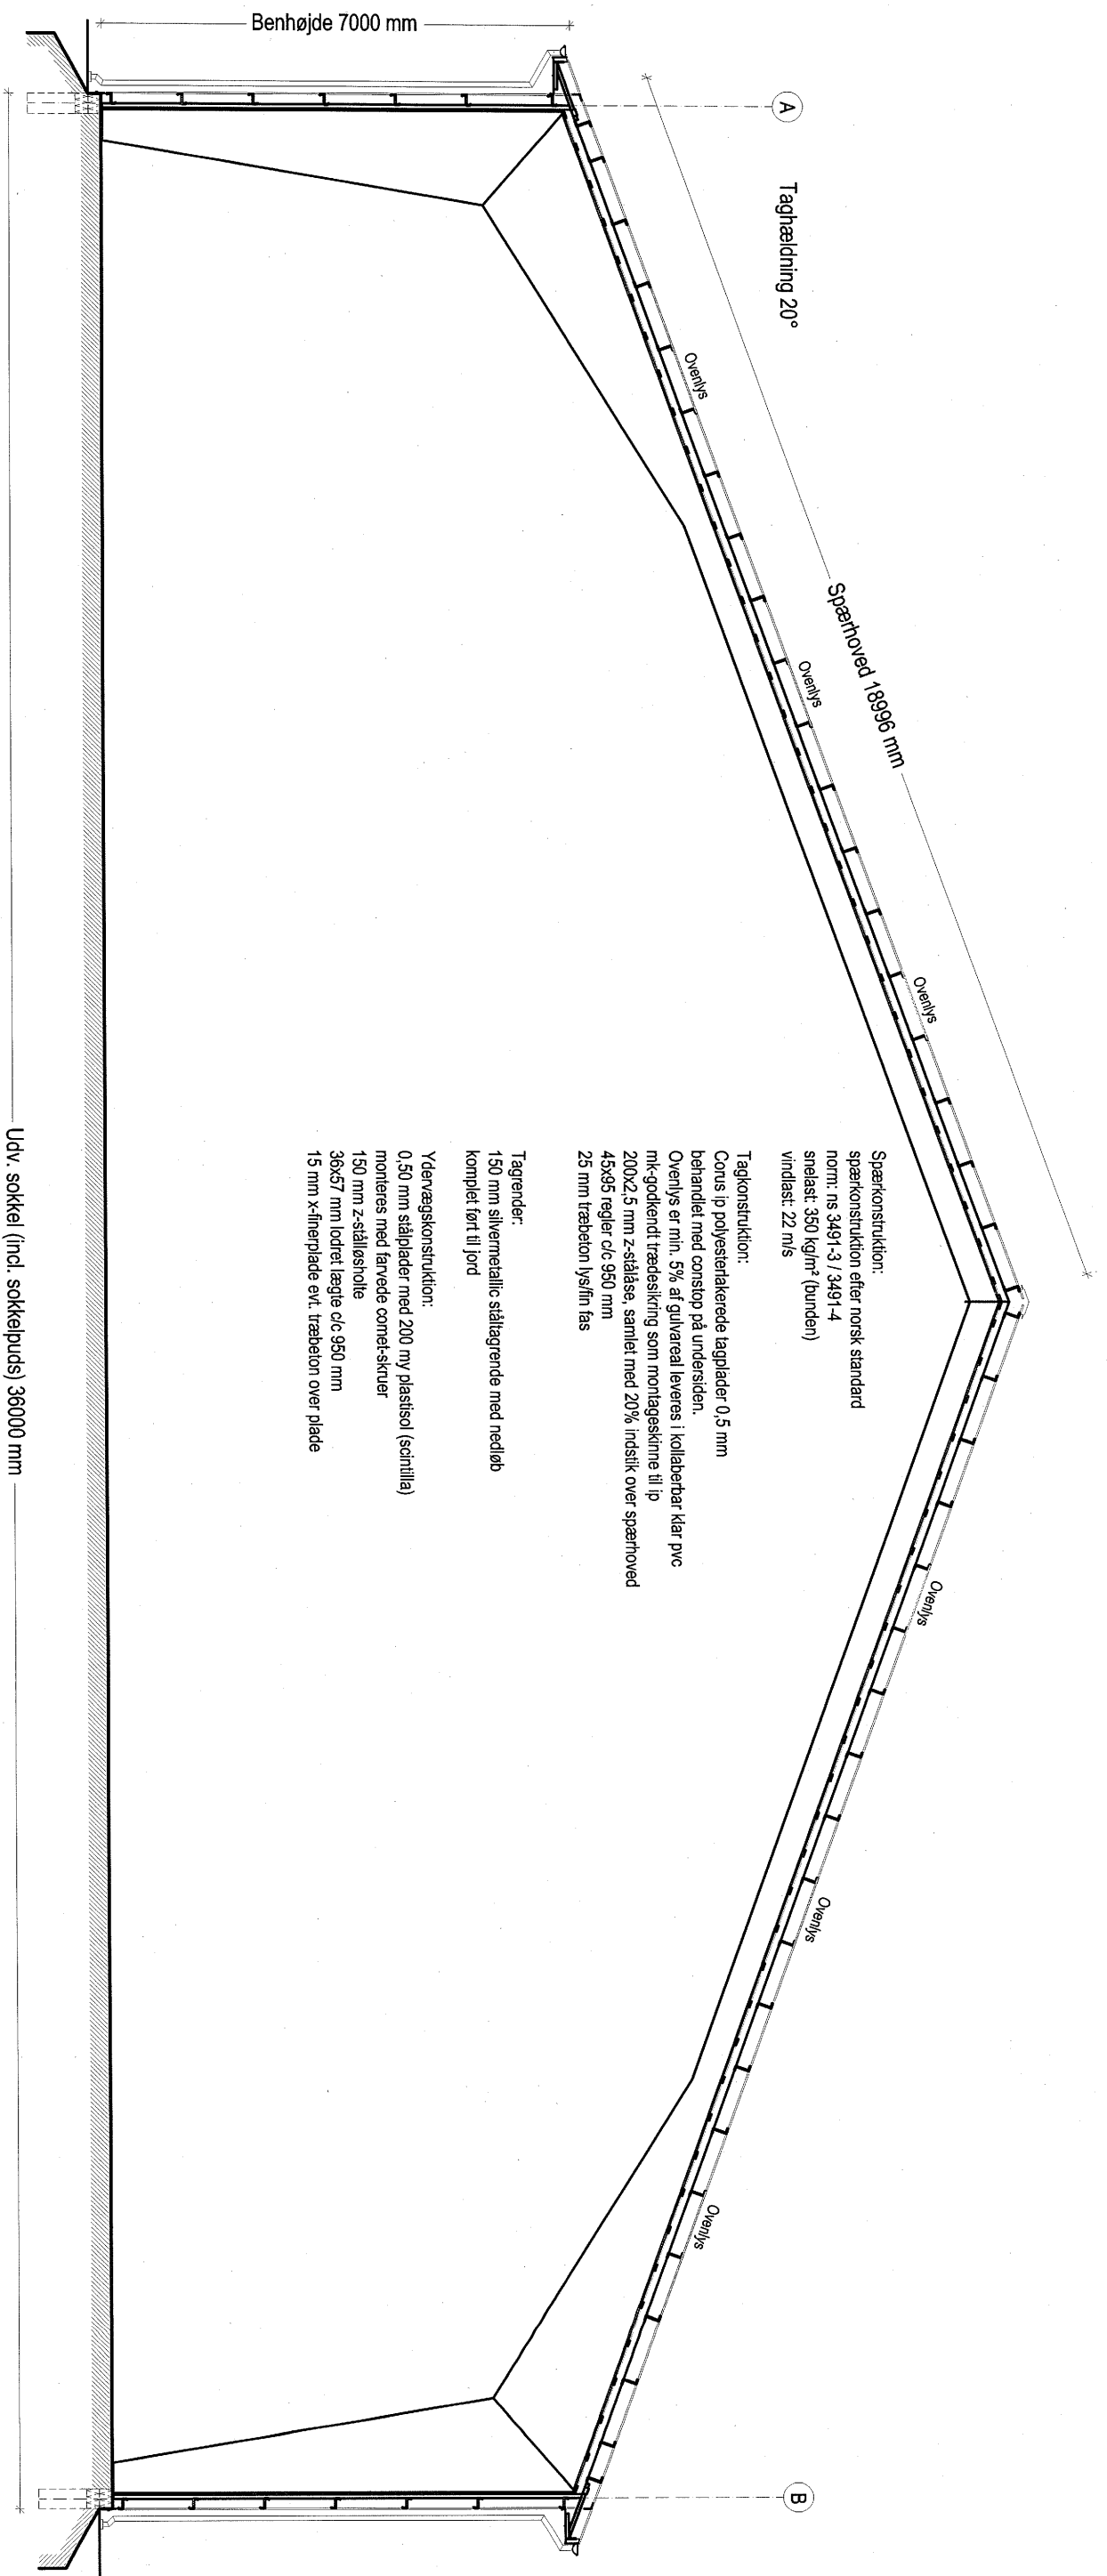 Benhøjde 7000 mm
A
Taghældning 20°
Spærhoved 18996 mm
Ovenlys
Ovenlys
Ovenlys
Ovenlys
Ovenlys
Ovenlys
Spærkonstruktion:
spærkonstruktion efter norsk standard
norm: ns 3491-3 / 3491-4
snelast: 350 kg/m² (bunden)
vindlast: 22 m/s
Tagkonstruktion:
Corus ip polyesterlakerede tagplader 0,5 mm
behandlet med constop på undersiden.
Ovenlys er min. 5% af gulvareal leveres i kollaberbar klar pvc
mk-godkendt trædesikring som montageskinne til ip
200x2,5 mm z-stålåse, samlet med 20% indstik over spærhoved
45x95 regler c/c 950 mm
25 mm træbeton lys/fin fas
Tagrender:
150 mm silvermetallic ståltagrende med nedløb
komplet ført til jord
Ydervægskonstruktion:
0,50 mm stålplader med 200 my plastisol (scintilla)
monteres med farvede comet-skruer
150 mm z-stålløsholte
36x57 mm lodret lægte c/c 950 mm
15 mm x-finerplade evt. træbeton over plade
B
Udv. sokkel (incl. sokkelpuds) 36000 mm